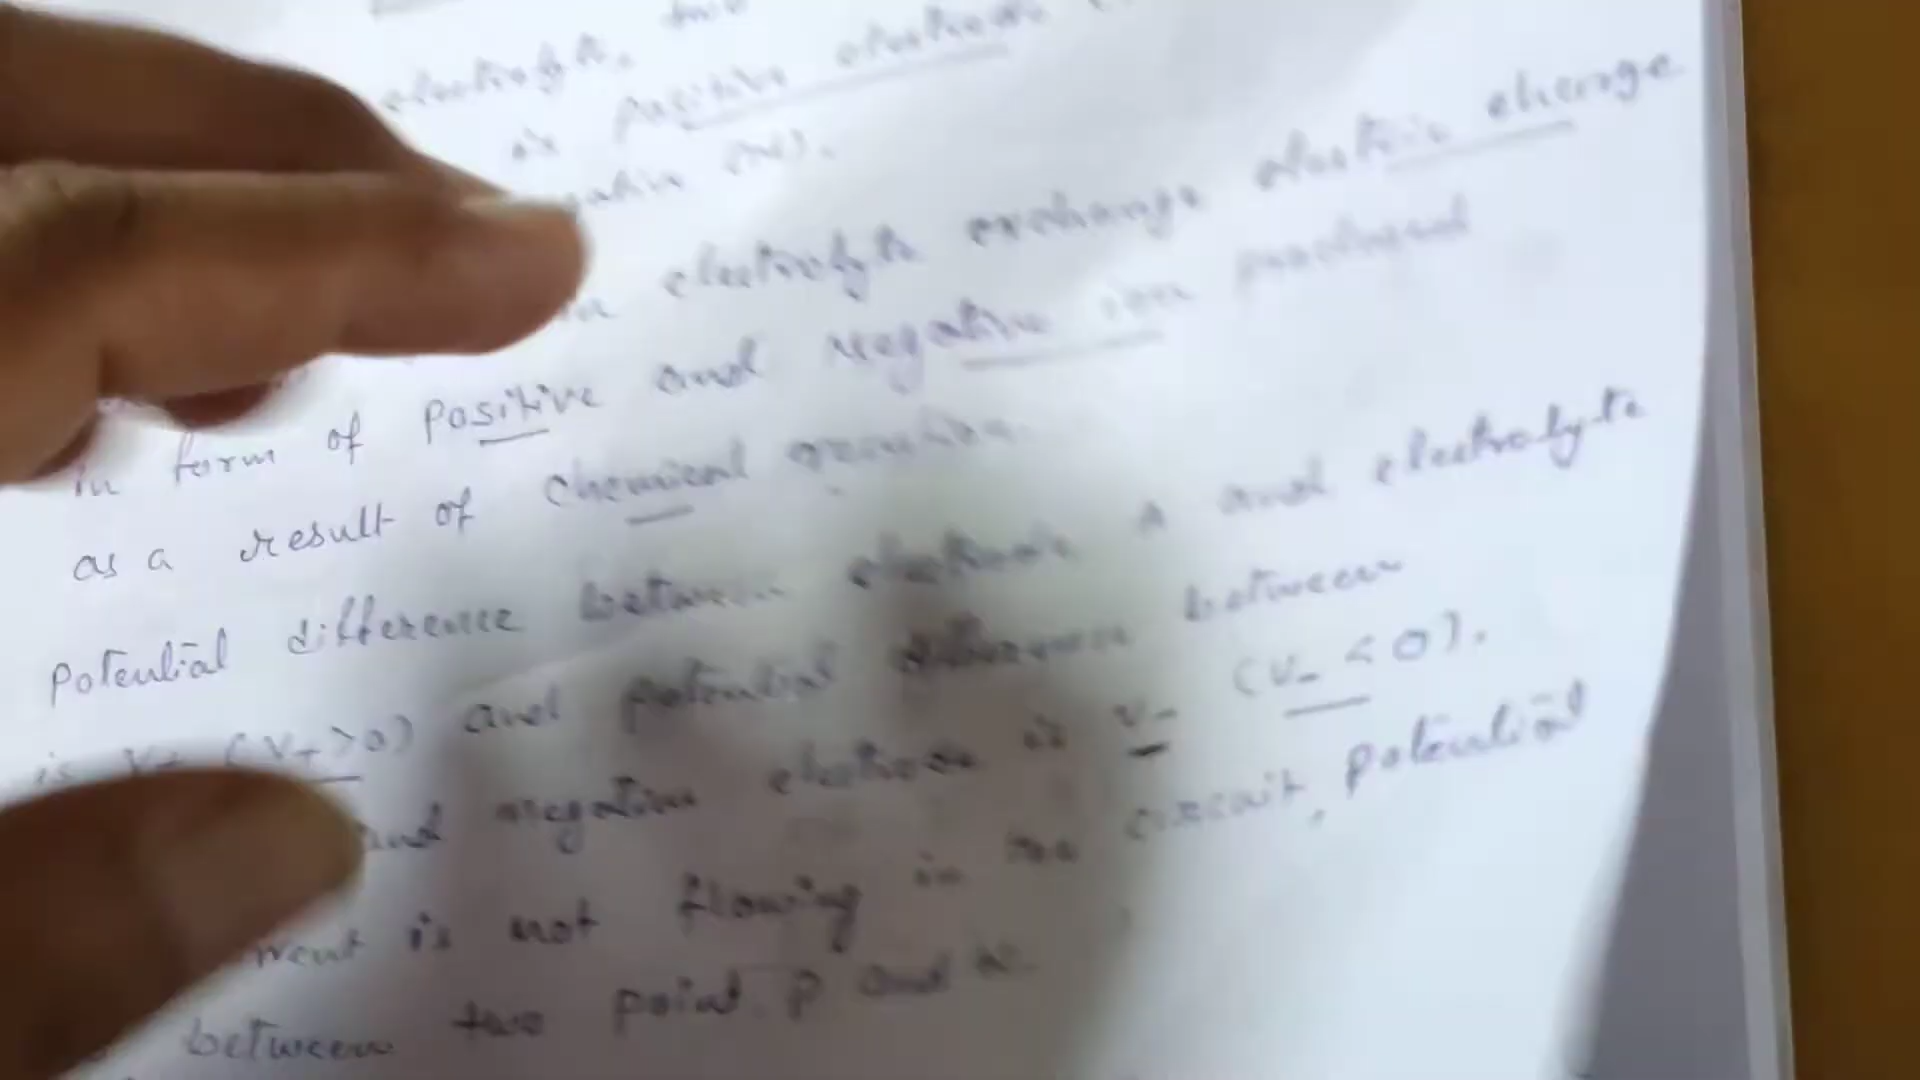 electrolyte,
is positive electrode
(N).
electrolyte exchange electric charge
in form of Positive and Negative ion produced
as a result of chemical reaction.
Potential difference between electrode A and electrolyte
is V+ (V+>0) and potential difference between
and negative electrode is V- (V- < 0).
is not flowing in the circuit, potential
between two point P and N.